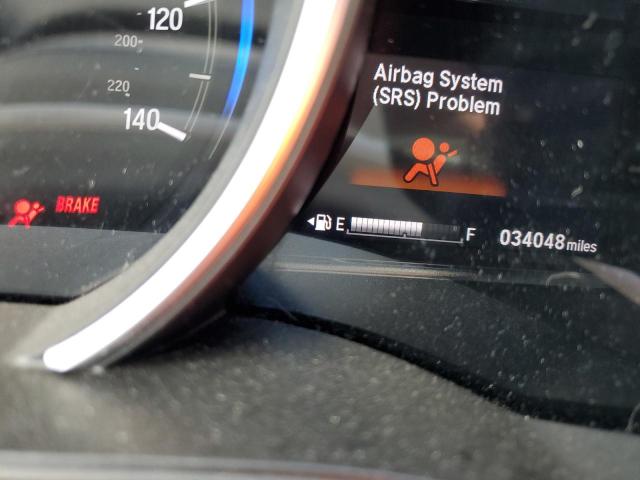 120
200
220
140
BRAKE
Airbag System
(SRS) Problem
E F
034048 miles